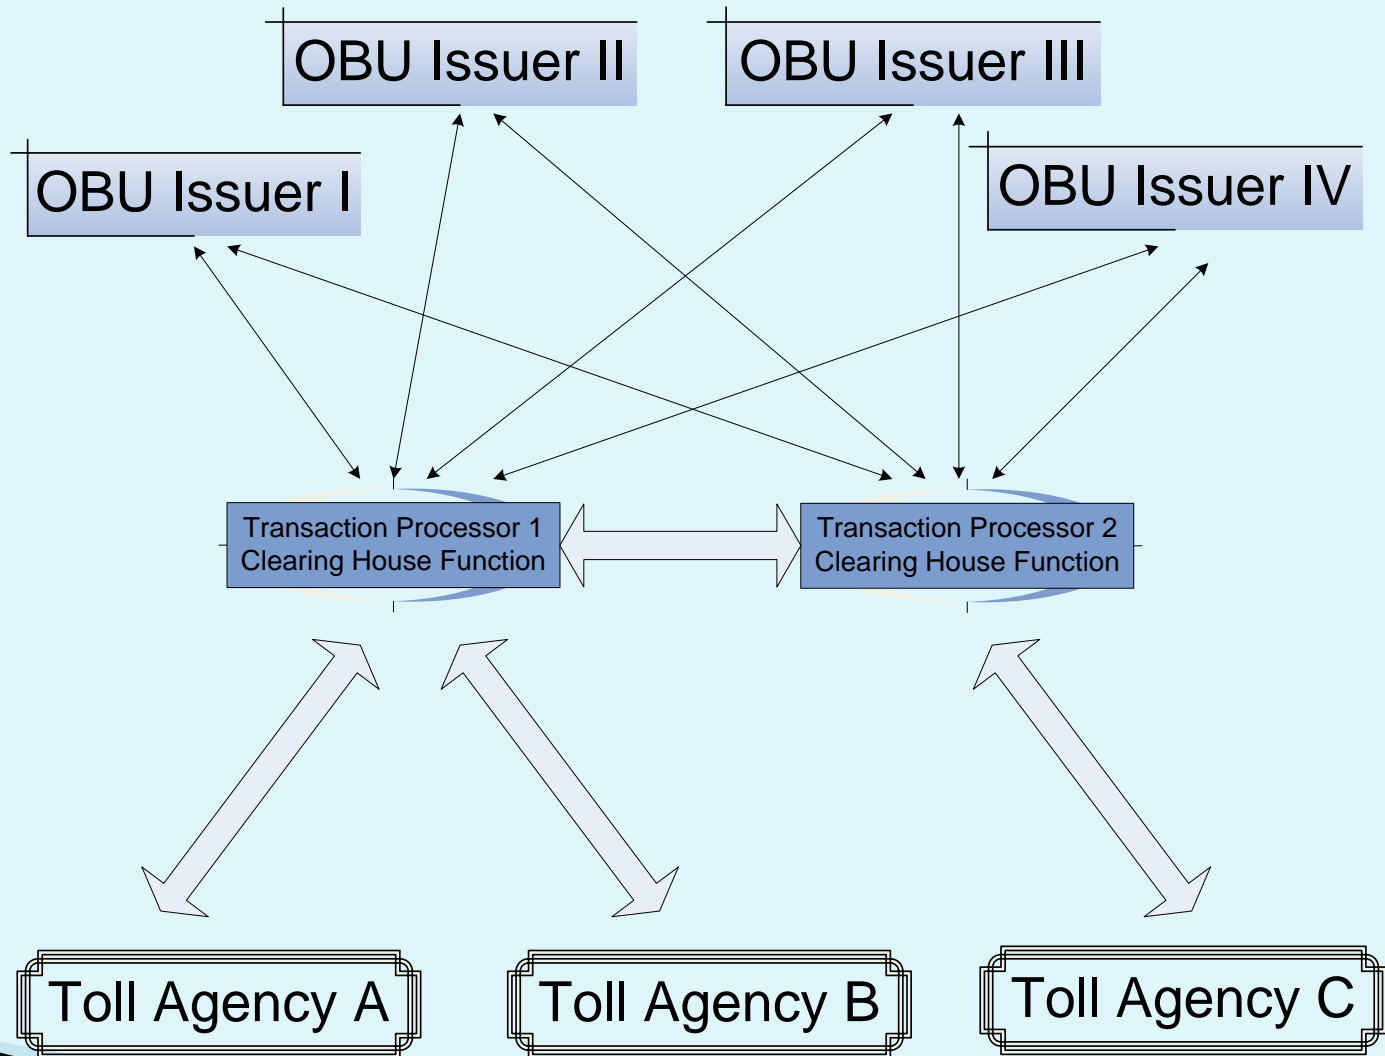 OBU Issuer II
OBU Issuer III
OBU Issuer I
OBU Issuer IV
Transaction Processor 1
Clearing House Function
Transaction Processor 2
Clearing House Function
Toll Agency A
Toll Agency B
Toll Agency C